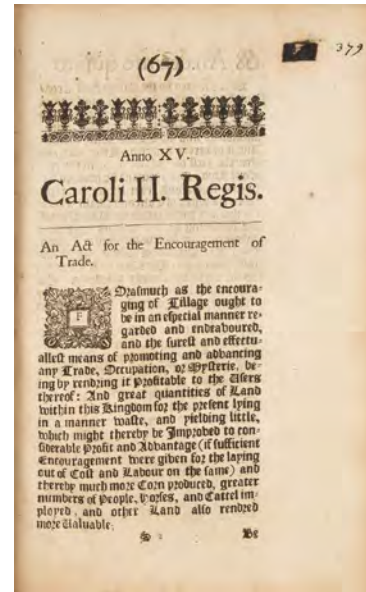 (67)
379
Anno XV.
Caroli II. Regis.
An Act for the Encouragement of
Trade.
FOrasmuch as the encoura-
ging of Tillage ought to
be in an especial manner re-
garded and endeavoured,
and the surest and effectu-
allest means of promoting and advancing
any Trade, Occupation, or Mysterie, be-
ing by rendring it Profitable to the Users
thereof: And great quantities of Land
within this Kingdom for the present lying
in a manner waste, and yielding little,
which might thereby be Improved to con-
siderable Profit and Advantage (if sufficient
Encouragement were given for the laying
out of Cost and Labour on the same) and
thereby much more Corn produced, greater
numbers of People, Horses, and Cattel im-
ployed, and other Land also rendred
more Valuable;
2 Be